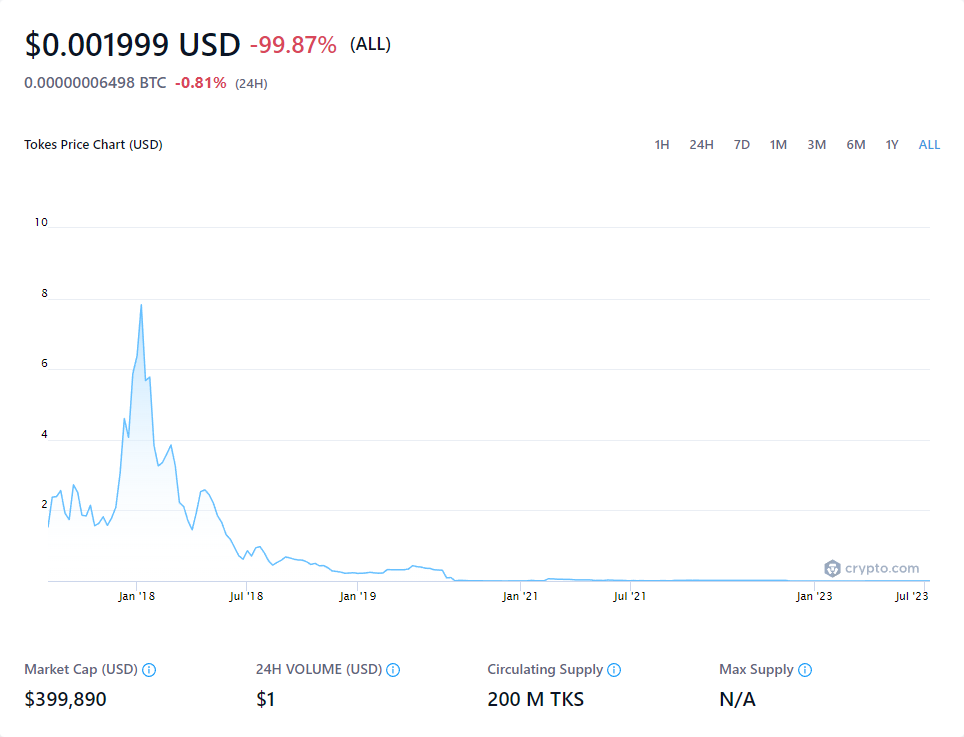 $0.001999 USD -99.87% (ALL)
0.00000006498 BTC -0.81% (24H)
Tokes Price Chart (USD) 1H 24H 7D 1M 3M 6M 1Y ALL
10
8
6
4
2
crypto.com
Jan '18 Jul '18 Jan '19 Jan '21 Jul '21 Jan '23 Jul '23
Market Cap (USD) 24H VOLUME (USD) Circulating Supply Max Supply
$399,890 $1 200 M TKS N/A